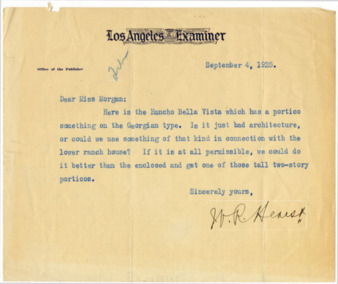 Los Angeles Examiner
Office of the Publisher
September 4, 1925.
Dear Miss Morgan:
Here is the Rancho Bella Vista which has a portico
something on the Georgian type. Is it just bad architecture,
or could we use something of that kind in connection with the
lower ranch house? If it is at all permissible, we could do
it better than the enclosed and get one of those tall two-story
porticos.
Sincerely yours,
W. R. Hearst